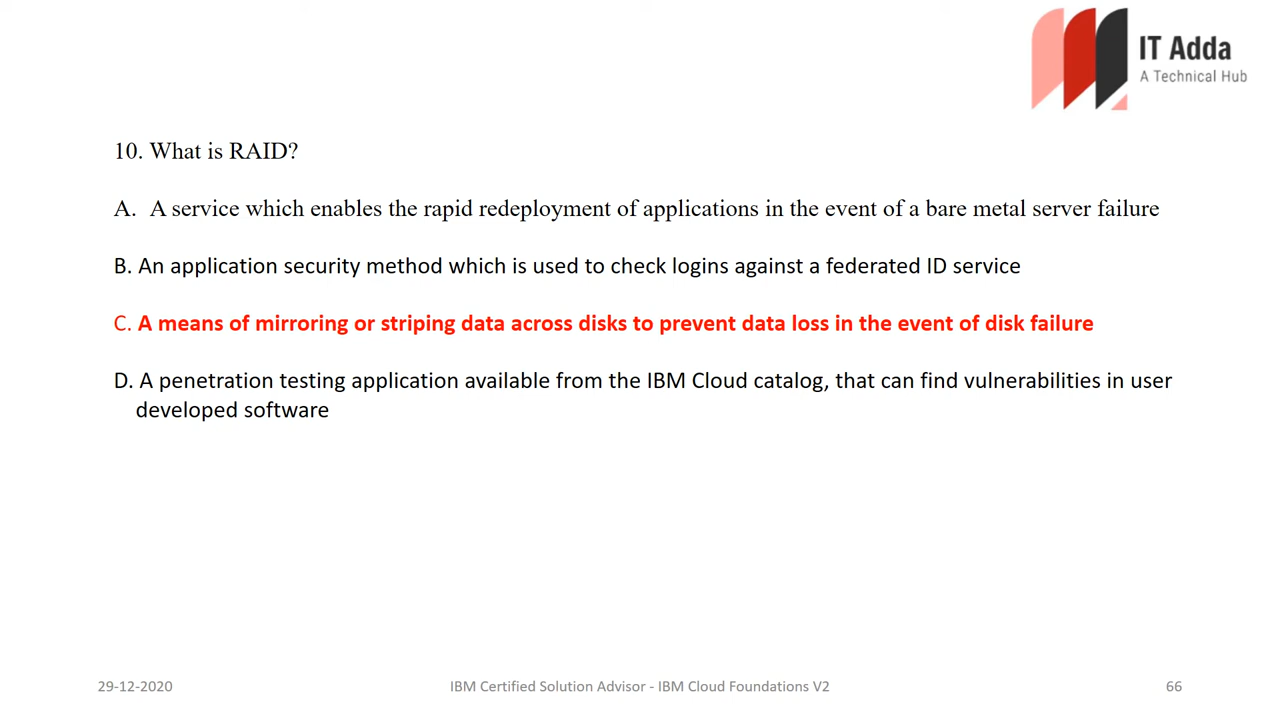 IT Adda
A Technical Hub
10. What is RAID?
A. A service which enables the rapid redeployment of applications in the event of a bare metal server failure
B. An application security method which is used to check logins against a federated ID service
C. A means of mirroring or striping data across disks to prevent data loss in the event of disk failure
D. A penetration testing application available from the IBM Cloud catalog, that can find vulnerabilities in user
developed software
29-12-2020
IBM Certified Solution Advisor - IBM Cloud Foundations V2
66